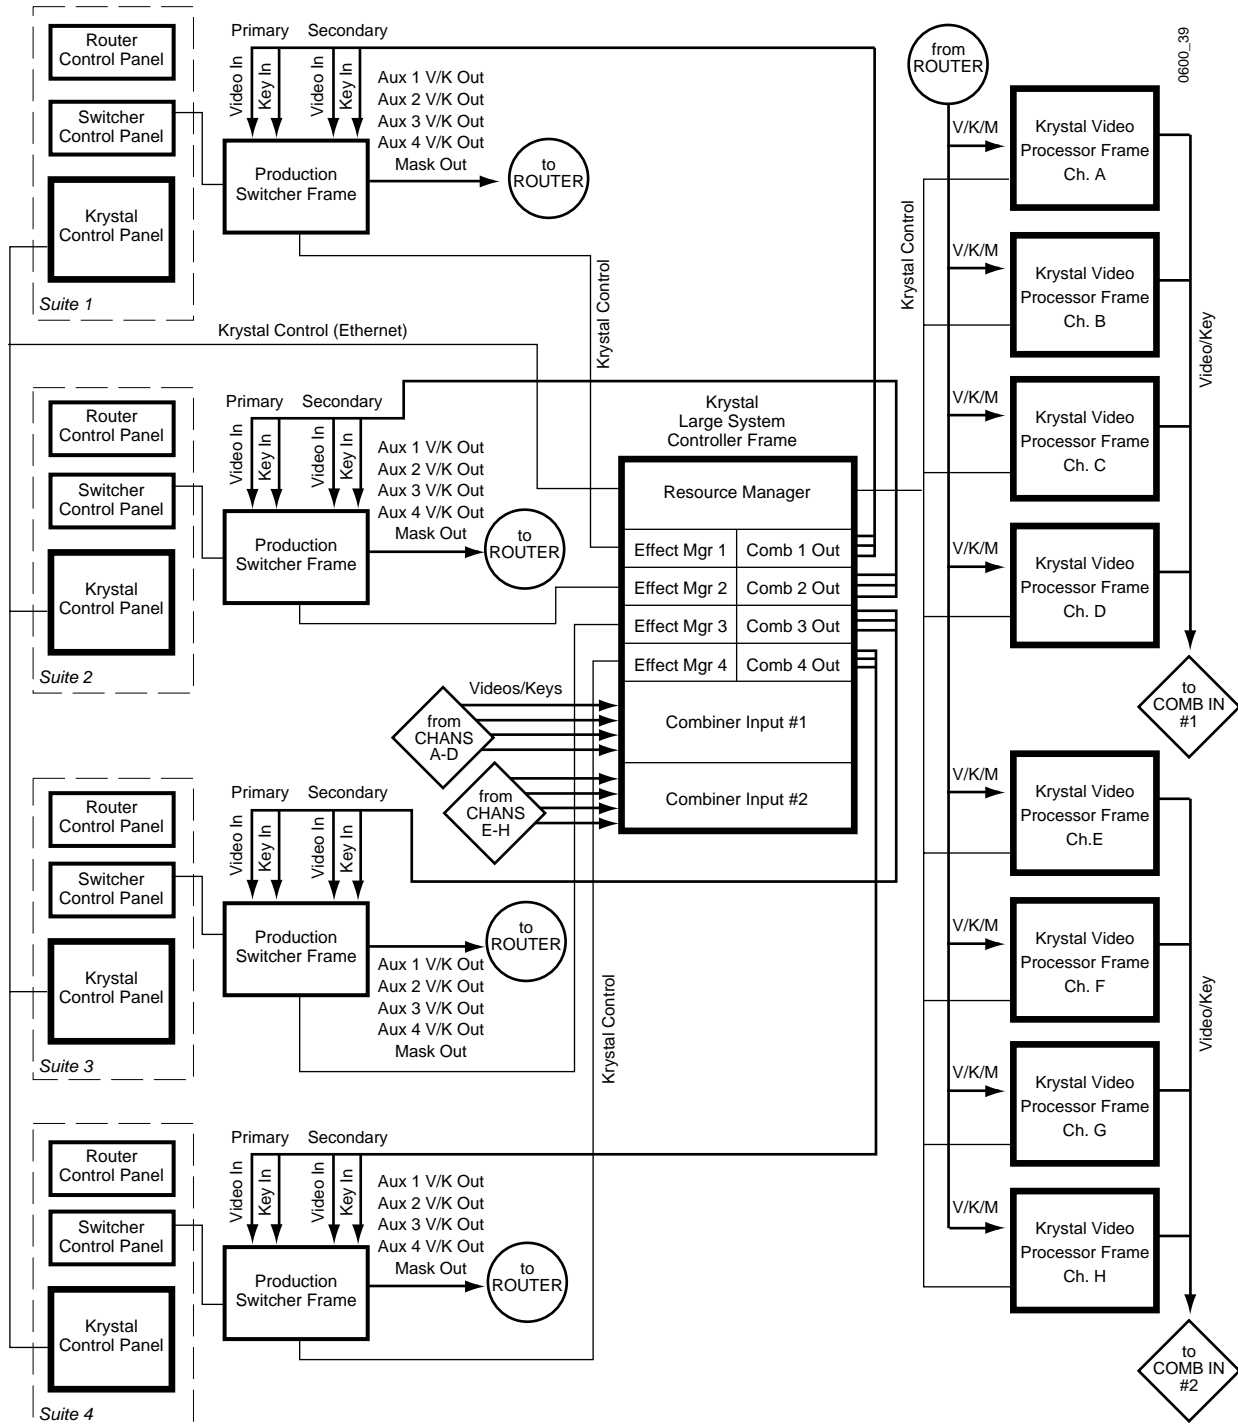 Router
Control Panel
Switcher
Control Panel
Krystal
Control Panel
Suite 1
Primary Secondary
Video In
Key In
Video In
Key In
Aux 1 V/K Out
Aux 2 V/K Out
Aux 3 V/K Out
Aux 4 V/K Out
Mask Out
Production
Switcher Frame
to
ROUTER
Krystal Control (Ethernet)
Krystal Control
Router
Control Panel
Switcher
Control Panel
Krystal
Control Panel
Suite 2
Primary Secondary
Video In
Key In
Video In
Key In
Aux 1 V/K Out
Aux 2 V/K Out
Aux 3 V/K Out
Aux 4 V/K Out
Mask Out
Production
Switcher Frame
to
ROUTER
Krystal
Large System
Controller Frame
Resource Manager
Effect Mgr 1 Comb 1 Out
Effect Mgr 2 Comb 2 Out
Effect Mgr 3 Comb 3 Out
Effect Mgr 4 Comb 4 Out
Combiner Input #1
Combiner Input #2
Videos/Keys
from
CHANS
A-D
from
CHANS
E-H
Router
Control Panel
Switcher
Control Panel
Krystal
Control Panel
Suite 3
Primary Secondary
Video In
Key In
Video In
Key In
Production
Switcher Frame
to
ROUTER
Aux 1 V/K Out
Aux 2 V/K Out
Aux 3 V/K Out
Aux 4 V/K Out
Mask Out
Krystal Control
Router
Control Panel
Switcher
Control Panel
Krystal
Control Panel
Suite 4
Primary Secondary
Video In
Key In
Video In
Key In
Aux 1 V/K Out
Aux 2 V/K Out
Aux 3 V/K Out
Aux 4 V/K Out
Mask Out
Production
Switcher Frame
to
ROUTER
from
ROUTER
0600_39
Krystal Control
V/K/M
Krystal Video
Processor Frame
Ch. A
V/K/M
Krystal Video
Processor Frame
Ch. B
Video/Key
V/K/M
Krystal Video
Processor Frame
Ch. C
V/K/M
Krystal Video
Processor Frame
Ch. D
to
COMB IN
#1
V/K/M
Krystal Video
Processor Frame
Ch.E
V/K/M
Krystal Video
Processor Frame
Ch. F
Video/Key
V/K/M
Krystal Video
Processor Frame
Ch. G
V/K/M
Krystal Video
Processor Frame
Ch. H
to
COMB IN
#2